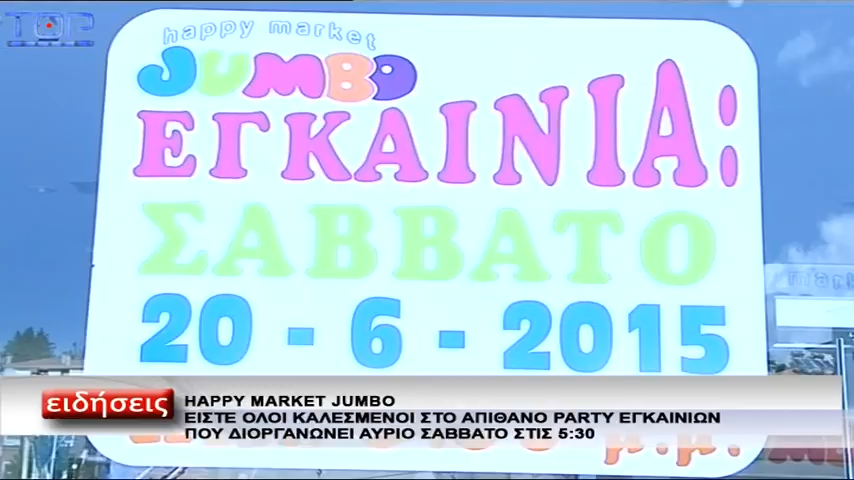 TOP
happy market
JUMBO
ΕΓΚΑΙΝΙΑ:
ΣΑΒΒΑΤΟ
20-6-2015
μ.μ.
ειδήσεις
HAPPY MARKET JUMBO
ΕΙΣΤΕ ΟΛΟΙ ΚΑΛΕΣΜΕΝΟΙ ΣΤΟ ΑΠΙΘΑΝΟ PARTY ΕΓΚΑΙΝΙΩΝ
ΠΟΥ ΔΙΟΡΓΑΝΩΝΕΙ ΑΥΡΙΟ ΣΑΒΒΑΤΟ ΣΤΙΣ 5:30